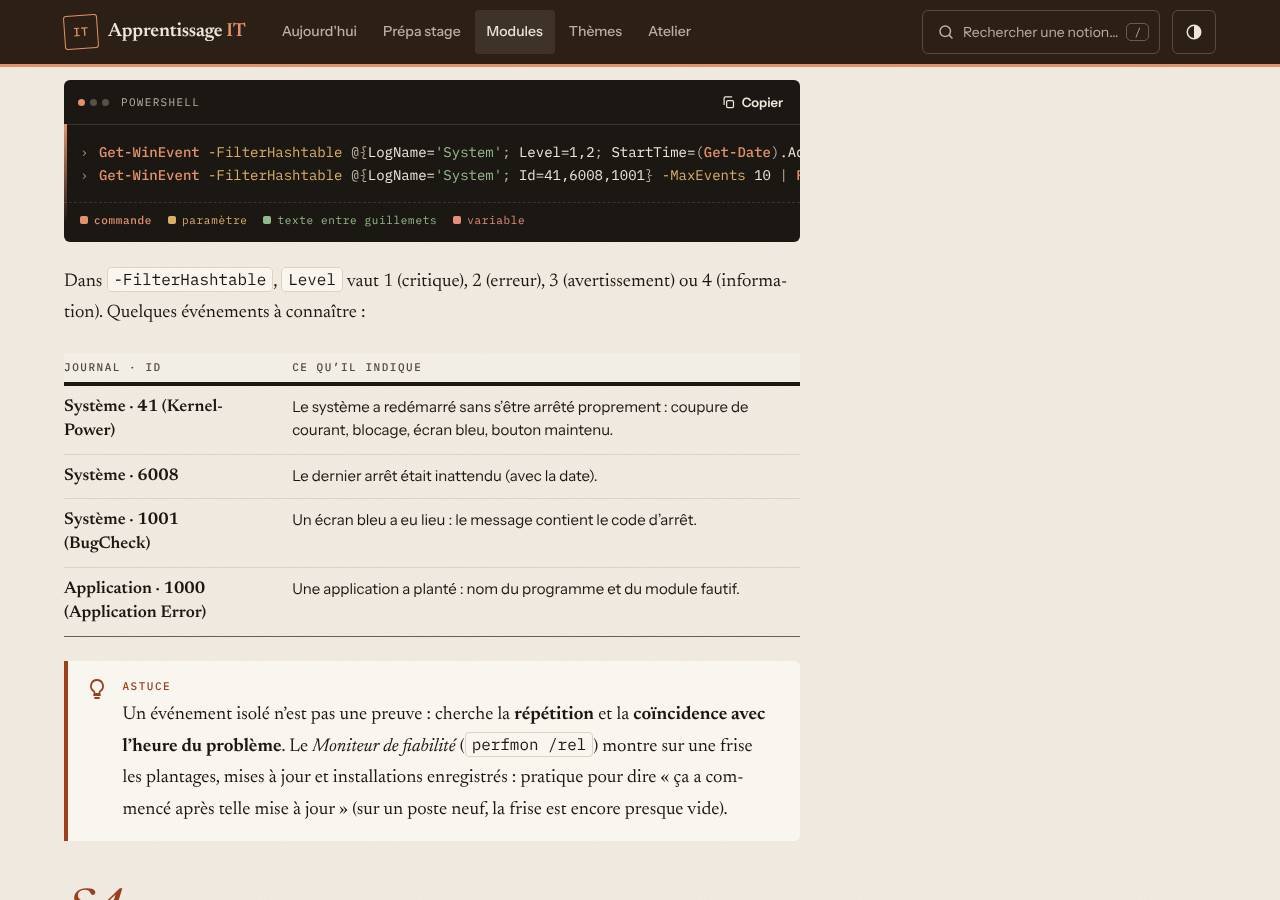 IT
Apprentissage IT
Aujourd'hui
Prépa stage
Modules
Thèmes
Atelier
Rechercher une notion…
/
POWERSHELL
Copier
› Get-WinEvent -FilterHashtable @{LogName='System'; Level=1,2; StartTime=(Get-Date).Ad
› Get-WinEvent -FilterHashtable @{LogName='System'; Id=41,6008,1001} -MaxEvents 10 |
commande paramètre texte entre guillemets variable
Dans -FilterHashtable, Level vaut 1 (critique), 2 (erreur), 3 (avertissement) ou 4 (informa-
tion). Quelques événements à connaître :
JOURNAL · ID
CE QU’IL INDIQUE
Système · 41 (Kernel-
Power)
Le système a redémarré sans s’être arrêté proprement : coupure de
courant, blocage, écran bleu, bouton maintenu.
Système · 6008
Le dernier arrêt était inattendu (avec la date).
Système · 1001
(BugCheck)
Un écran bleu a eu lieu : le message contient le code d’arrêt.
Application · 1000
(Application Error)
Une application a planté : nom du programme et du module fautif.
ASTUCE
Un événement isolé n’est pas une preuve : cherche la répétition et la coïncidence avec
l’heure du problème. Le Moniteur de fiabilité (perfmon /rel) montre sur une frise
les plantages, mises à jour et installations enregistrés : pratique pour dire « ça a com-
mencé après telle mise à jour » (sur un poste neuf, la frise est encore presque vide).